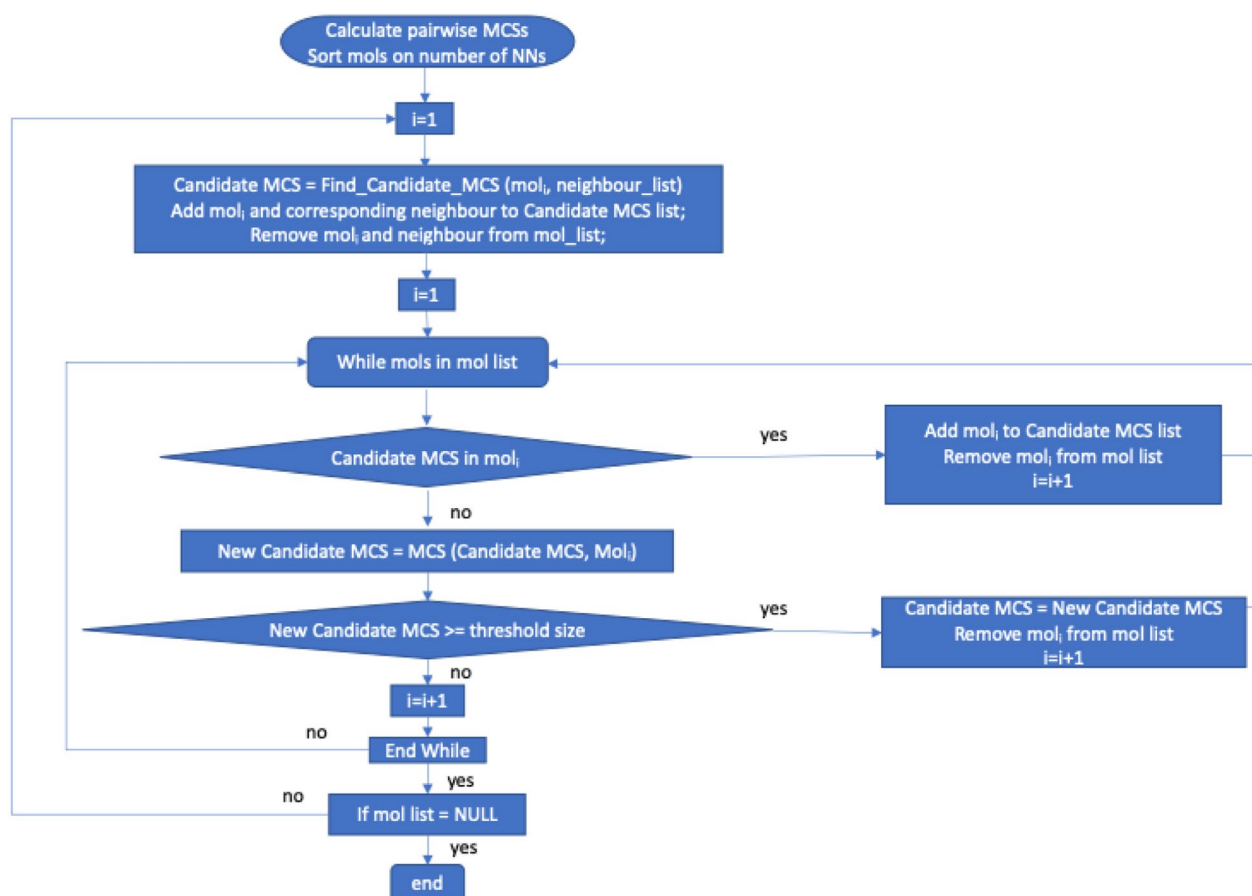 Calculate pairwise MCSs
Sort mols on number of NNs
i=1
Candidate MCS = Find_Candidate_MCS (molᵢ, neighbour_list)
Add molᵢ and corresponding neighbour to Candidate MCS list;
Remove molᵢ and neighbour from mol_list;
i=1
While mols in mol list
Candidate MCS in molᵢ
yes
Add molᵢ to Candidate MCS list
Remove molᵢ from mol list
i=i+1
no
New Candidate MCS = MCS (Candidate MCS, Molᵢ)
New Candidate MCS >= threshold size
yes
Candidate MCS = New Candidate MCS
Remove molᵢ from mol list
i=i+1
no
i=i+1
no
End While
yes
no
If mol list = NULL
yes
end